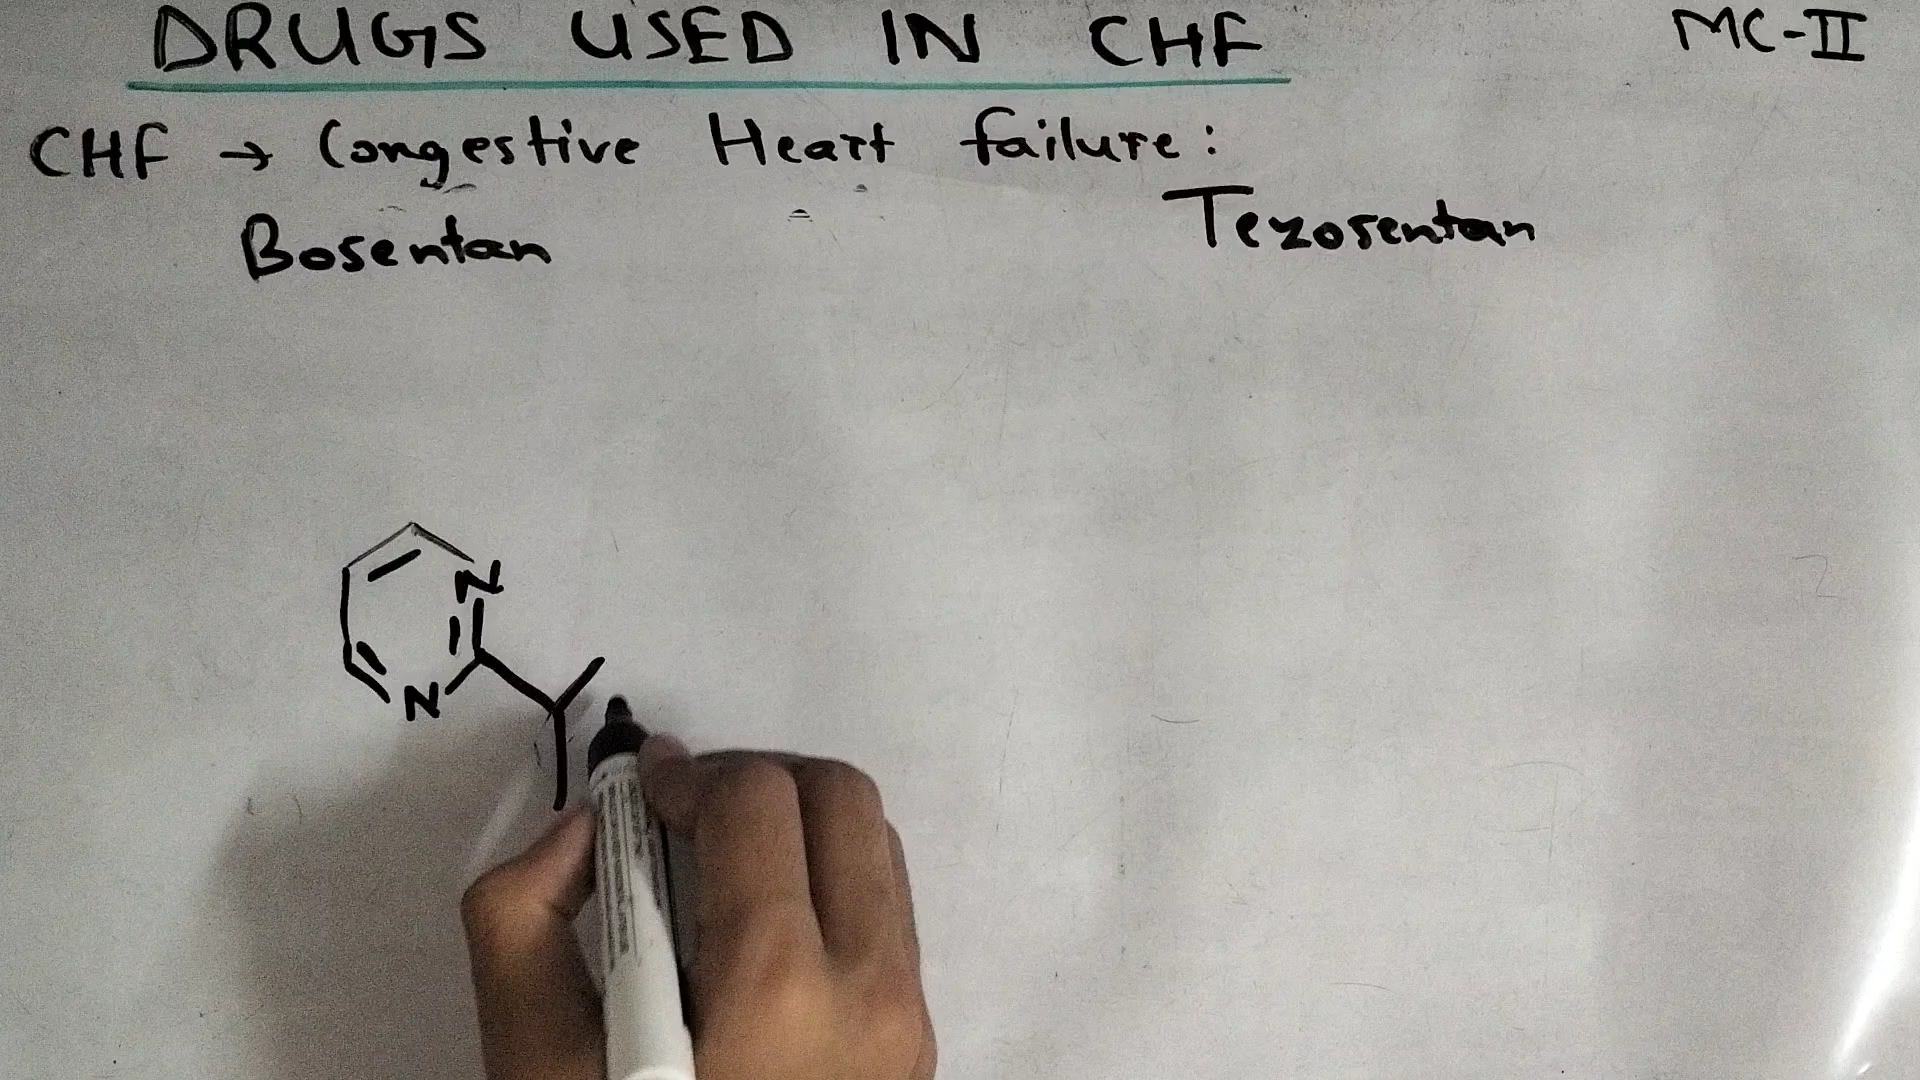 DRUGS USED IN CHF MC-II
CHF → Congestive Heart failure:
Bosentan Tezosentan
N
N